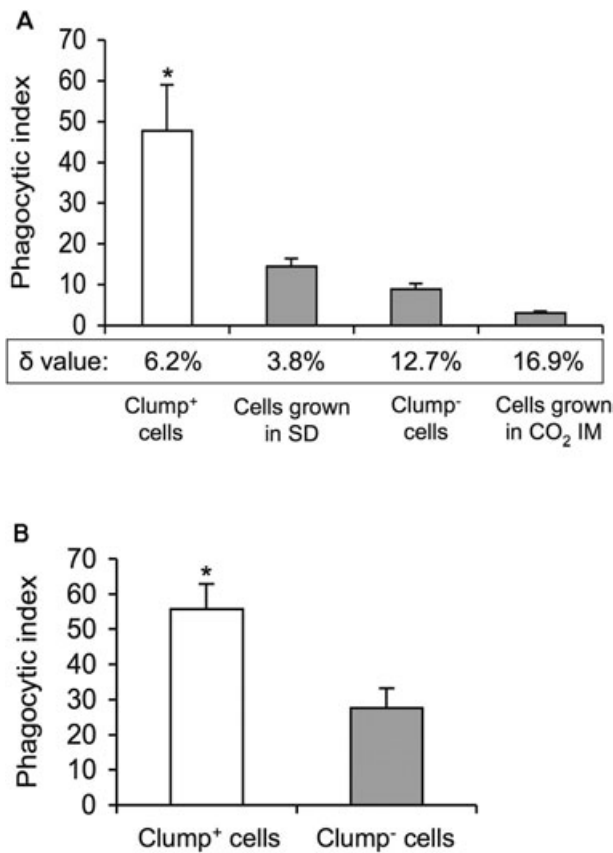 A
Phagocytic index
70
60
50
40
30
20
10
0
*
δ value: 6.2% 3.8% 12.7% 16.9%
Clump⁺ cells
Cells grown in SD
Clump⁻ cells
Cells grown in CO₂ IM
B
Phagocytic index
70
60
50
40
30
20
10
0
*
Clump⁺ cells Clump⁻ cells